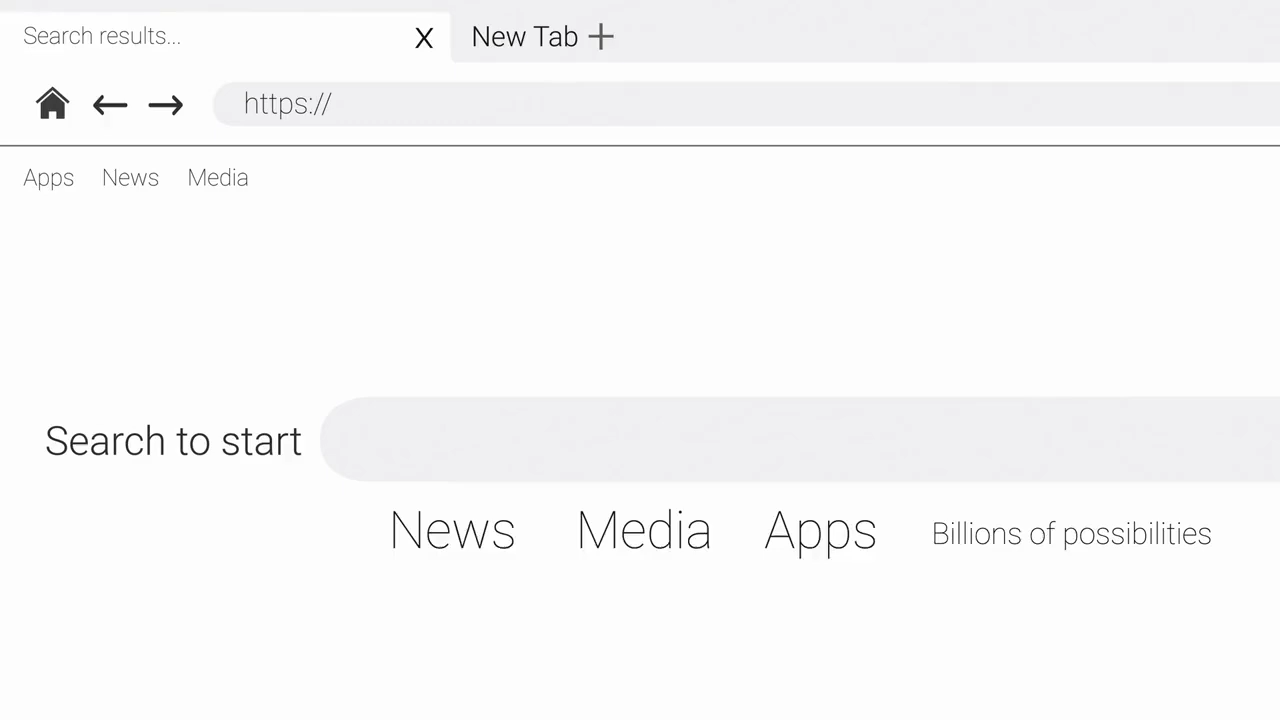 Search results... X New Tab +
https://
Apps News Media
Search to start
News Media Apps Billions of possibilities